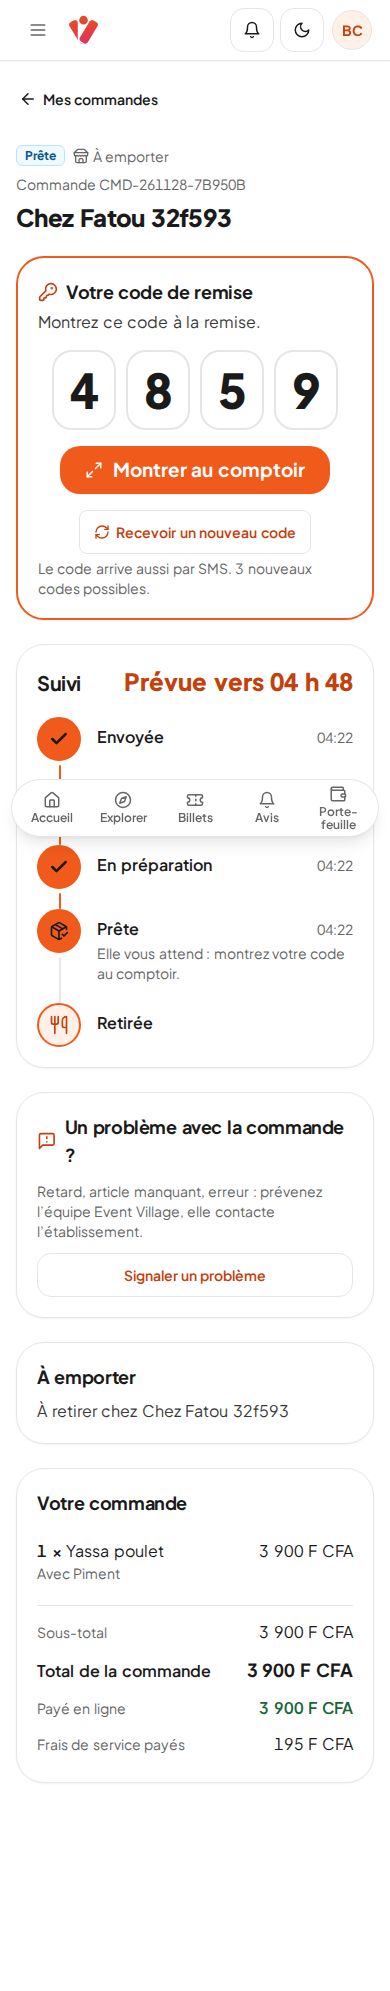 BC
Mes commandes
Prête À emporter
Commande CMD-261128-7B950B
Chez Fatou 32f593
Votre code de remise
Montrez ce code à la remise.
4 8 5 9
Montrer au comptoir
Recevoir un nouveau code
Le code arrive aussi par SMS. 3 nouveaux
codes possibles.
Suivi Prévue vers 04 h 48
Envoyée 04:22
Accueil Explorer Billets Avis Porte-
feuille
En préparation 04:22
Prête 04:22
Elle vous attend : montrez votre code
au comptoir.
Retirée
Un problème avec la commande
?
Retard, article manquant, erreur : prévenez
l'équipe Event Village, elle contacte
l'établissement.
Signaler un problème
À emporter
À retirer chez Chez Fatou 32f593
Votre commande
1 × Yassa poulet 3 900 F CFA
Avec Piment
Sous-total 3 900 F CFA
Total de la commande 3 900 F CFA
Payé en ligne 3 900 F CFA
Frais de service payés 195 F CFA